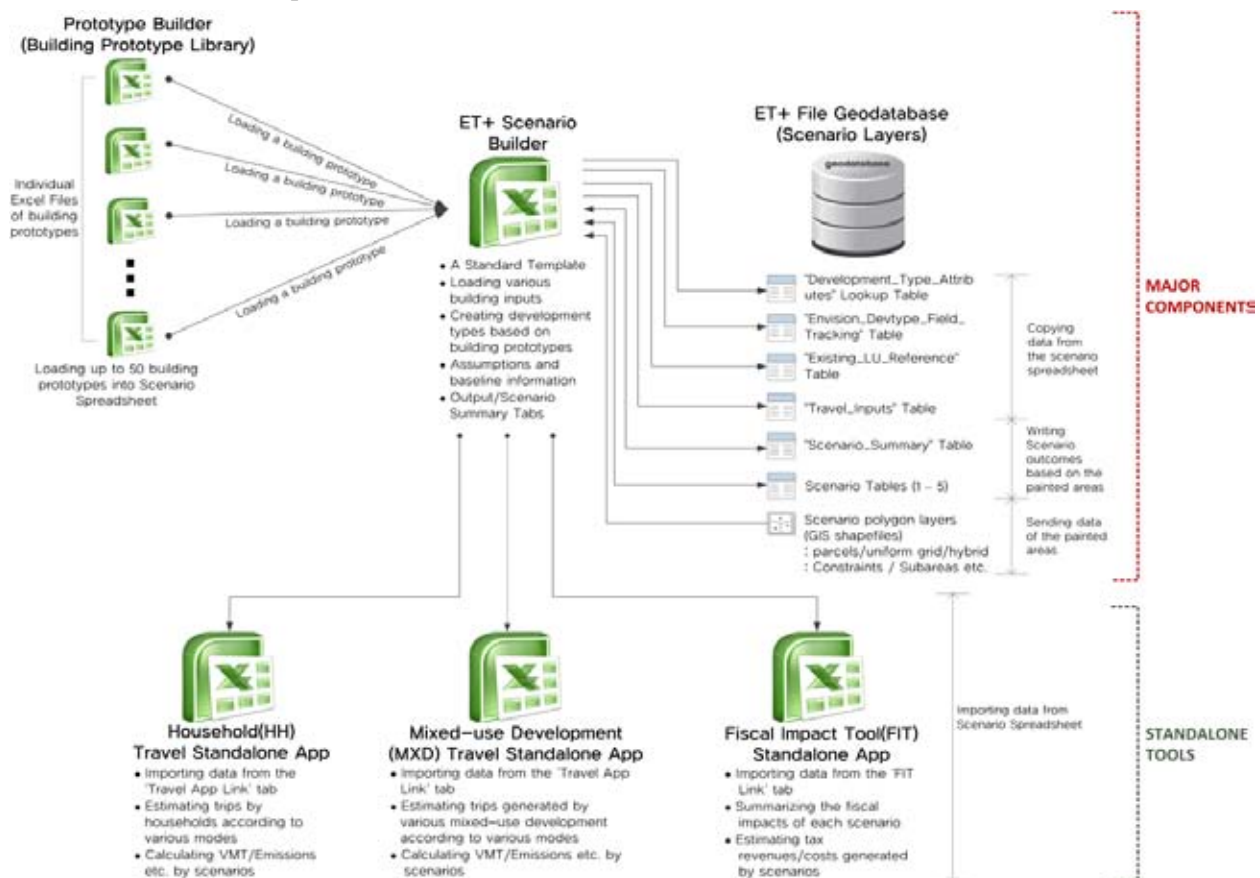 Prototype Builder
(Building Prototype Library)
Individual
Excel Files
of building
prototypes
Loading a building prototype
Loading a building prototype
Loading a building prototype
Loading a building prototype
Loading up to 50 building
prototypes into Scenario
Spreadsheet
ET+ Scenario
Builder
• A Standard Template
• Loading various
building inputs
• Creating development
types based on
building prototypes
• Assumptions and
baseline information
• Output/Scenario
Summary Tabs
ET+ File Geodatabase
(Scenario Layers)
geodatabase
"Development_Type_Attrib
utes" Lookup Table
"Envision_Devtype_Field_
Tracking" Table
"Existing_LU_Reference"
Table
"Travel_Inputs" Table
"Scenario_Summary" Table
Scenario Tables (1 - 5)
Scenario polygon layers
(GIS shapefiles)
: parcels/uniform grid/hybrid
: Constraints / Subareas etc.
Copying
data from
the scenario
spreadsheet
Writing
Scenario
outcomes
based on the
painted areas
Sending data
of the painted
areas
MAJOR
COMPONENTS
Household(HH)
Travel Standalone App
• Importing data from the
'Travel App Link' tab
• Estimating trips by
households according to
various modes
• Calculating VMT/Emissions
etc. by scenarios
Mixed-use Development
(MXD) Travel Standalone App
• Importing data from the 'Travel App
Link' tab
• Estimating trips generated by
various mixed-use development
according to various modes
• Calculating VMT/Emissions etc. by
scenarios
Fiscal Impact Tool(FIT)
Standalone App
• Importing data from the 'FIT
Link' tab
• Summarizing the fiscal
impacts of each scenario
• Estimating tax
revenues/costs generated
by scenarios
Importing data from
Scenario Spreadsheet
STANDALONE
TOOLS